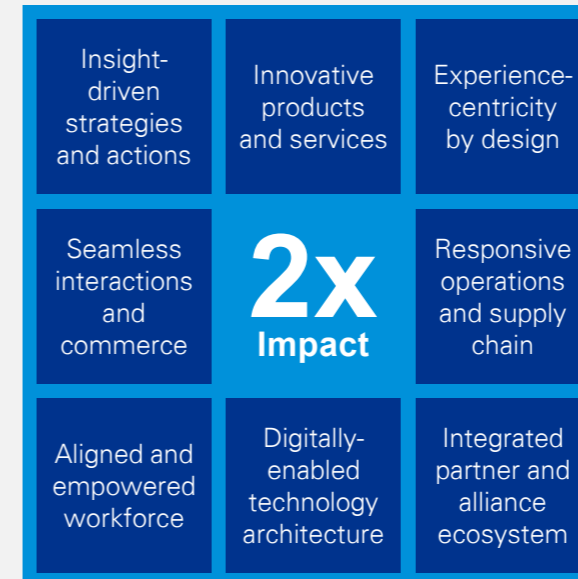 Insight-
driven
strategies
and actions
Innovative
products
and services
Experience-
centricity
by design
Seamless
interactions
and
commerce
2x
Impact
Responsive
operations
and supply
chain
Aligned and
empowered
workforce
Digitally-
enabled
technology
architecture
Integrated
partner and
alliance
ecosystem